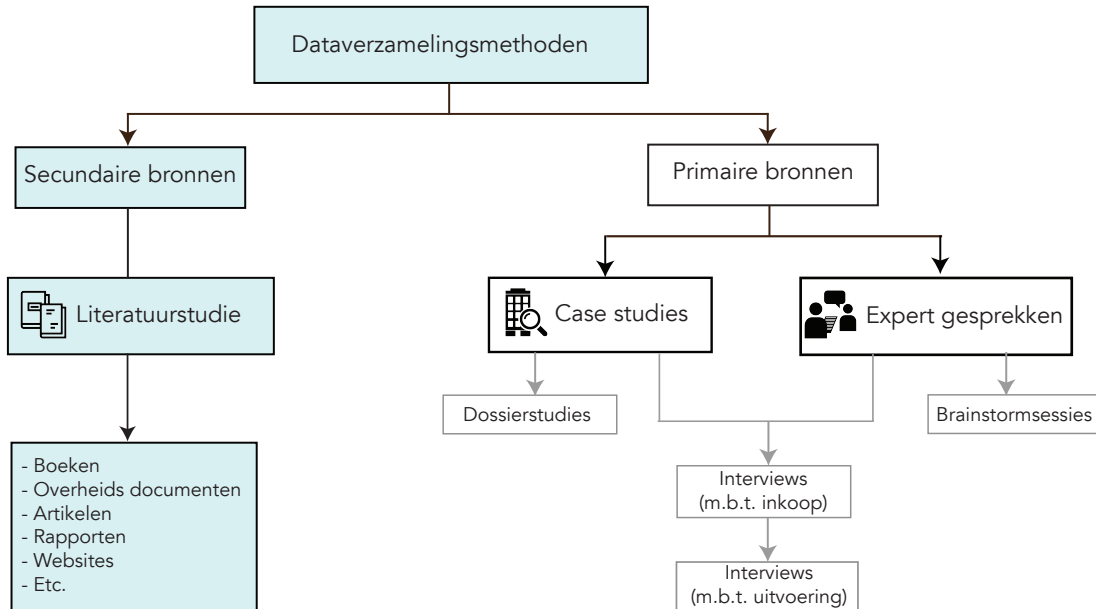 Dataverzamelingsmethoden
Secundaire bronnen
Primaire bronnen
Literatuurstudie
Case studies
Expert gesprekken
Dossierstudies
Brainstormsessies
- Boeken
- Overheids documenten
- Artikelen
- Rapporten
- Websites
- Etc.
Interviews
(m.b.t. inkoop)
Interviews
(m.b.t. uitvoering)